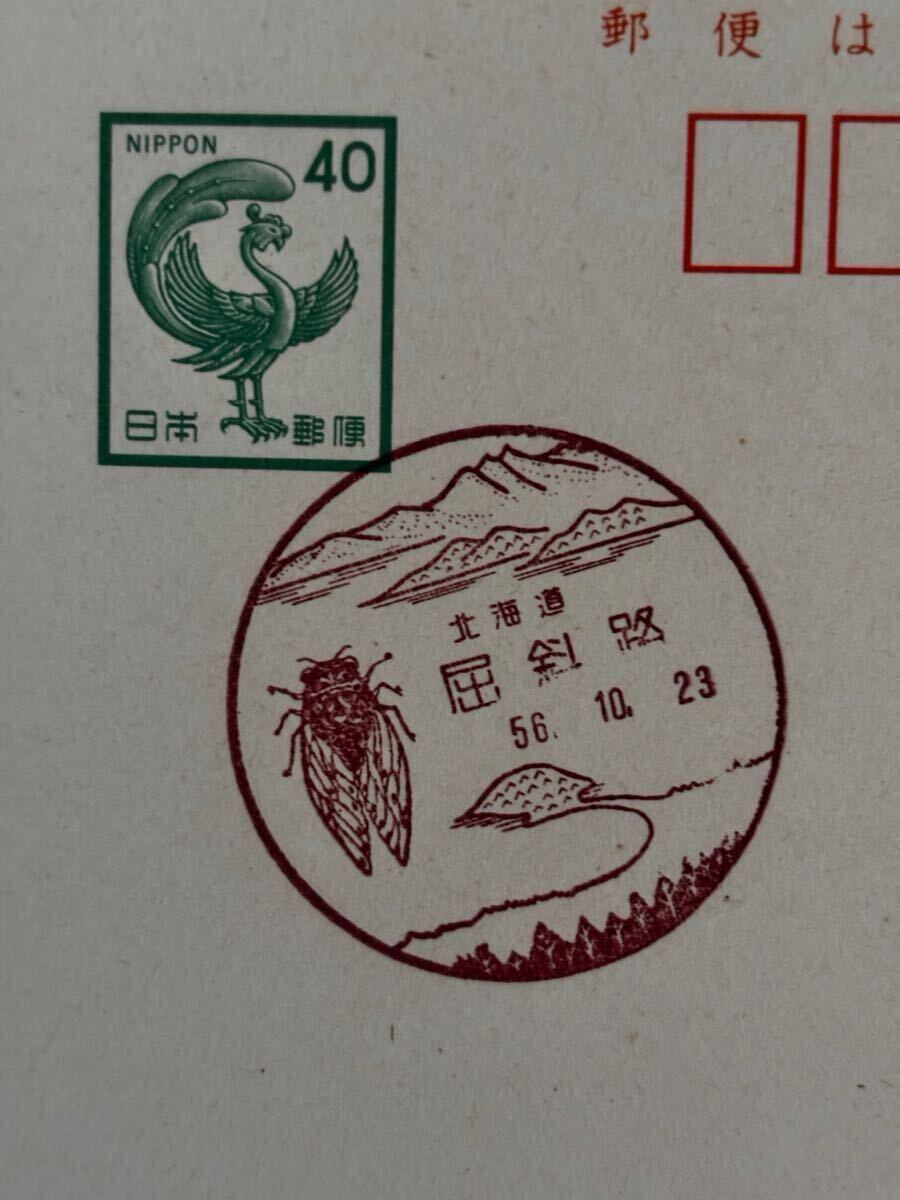 郵便は
NIPPON 40
日本郵便
北海道
屈斜路
56. 10. 23